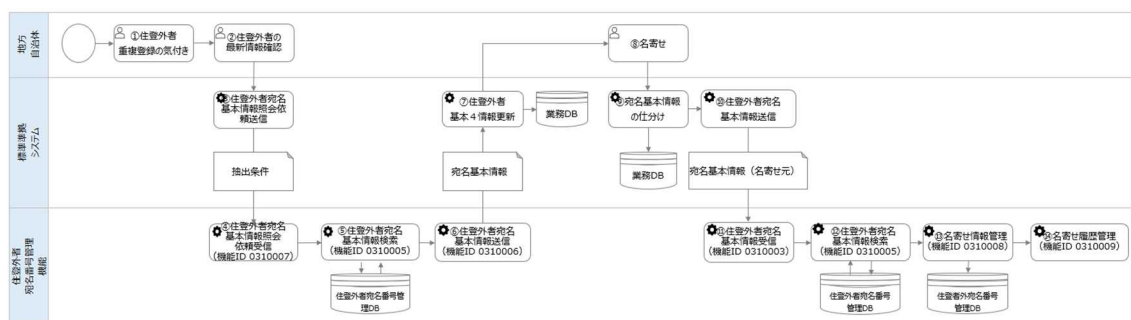 地方
自治体
①住登外者
重複登録の気付き
②住登外者の
最新情報確認
⑧名寄せ
標準準拠
システム
③住登外者宛名
基本情報照会依
頼送信
抽出条件
⑦住登外者
基本4情報更新
業務DB
宛名基本情報
⑨宛名基本情報
の仕分け
業務DB
⑩住登外者宛名
基本情報送信
宛名基本情報（名寄せ元）
住登外者
宛名番号管理
機能
④住登外者宛名
基本情報照会
依頼受信
（機能ID 0310007）
⑤住登外者宛名
基本情報検索
（機能ID 0310005）
住登外者宛名番号管
理DB
⑥住登外者宛名
基本情報送信
（機能ID 0310006）
⑪住登外者宛名
基本情報受信
（機能ID 0310003）
⑫住登外者宛名
基本情報検索
（機能ID 0310005）
住登外者宛名番号
管理DB
⑬名寄せ情報管理
（機能ID 0310008）
住登者外宛名番号
管理DB
⑭名寄せ履歴管理
（機能ID 0310009）